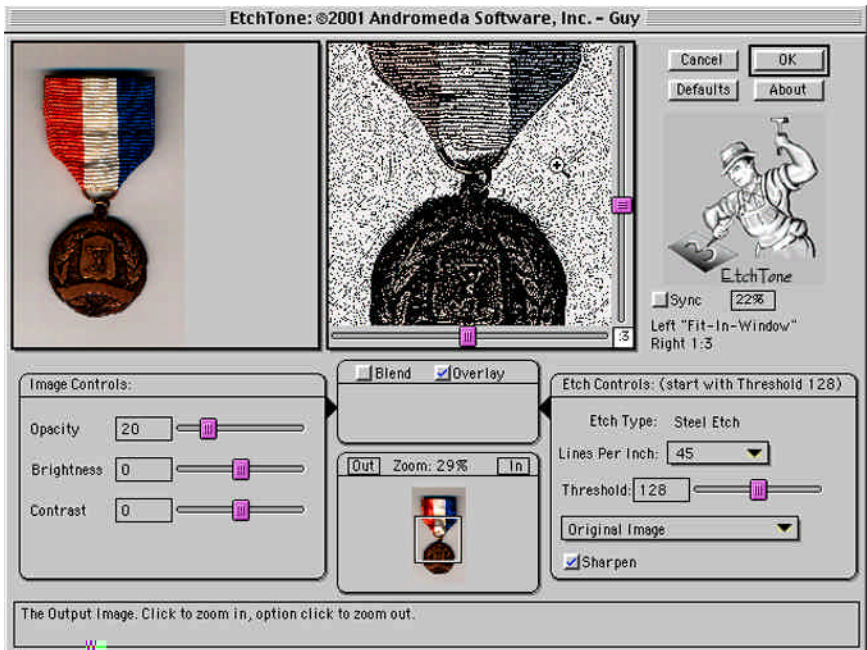 EtchTone: ©2001 Andromeda Software, Inc. - Guy
Cancel
OK
Defaults
About
EtchTone
Sync
22%
Left "Fit-In-Window"
Right 1:3
:3
Image Controls:
Opacity
20
Brightness
0
Contrast
0
Blend
Overlay
Out
Zoom: 29%
In
Etch Controls: (start with Threshold 128)
Etch Type: Steel Etch
Lines Per Inch: 45
Threshold: 128
Original Image
Sharpen
The Output Image. Click to zoom in, option click to zoom out.